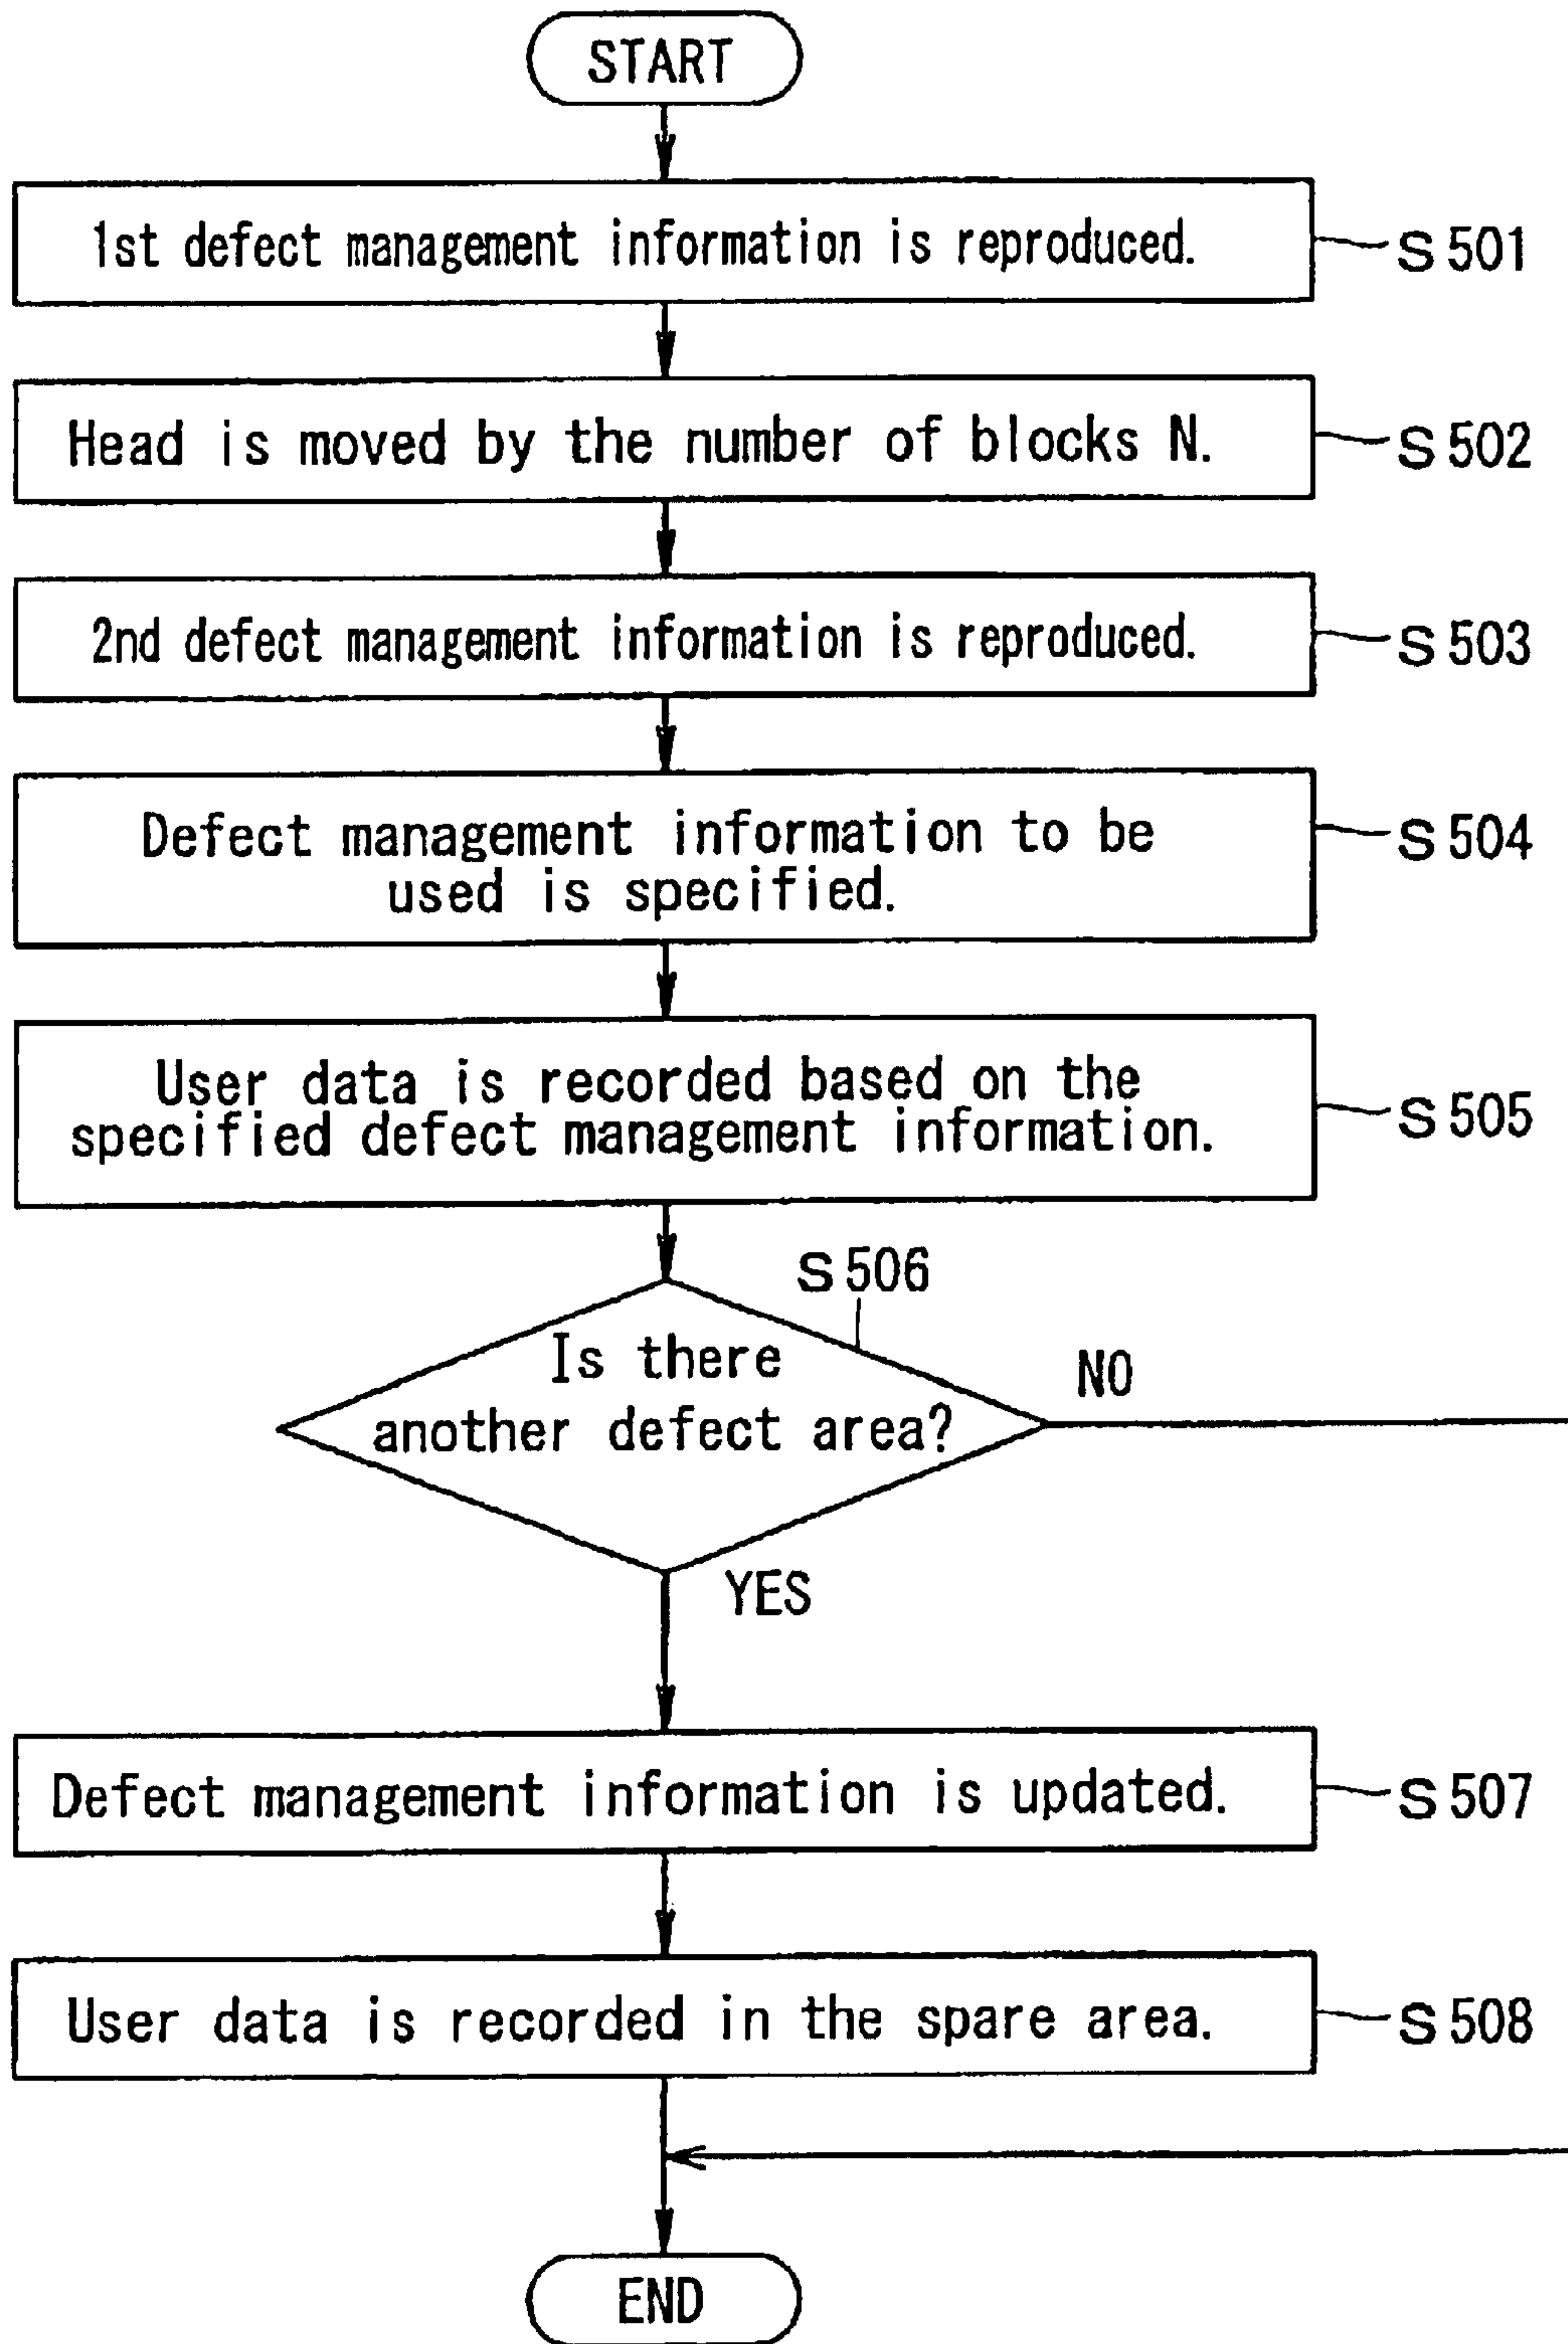 START
1st defect management information is reproduced.
S501
Head is moved by the number of blocks N.
S502
2nd defect management information is reproduced.
S503
Defect management information to be
used is specified.
S504
User data is recorded based on the
specified defect management information.
S505
S506
Is there
another defect area?
NO
YES
Defect management information is updated.
S507
User data is recorded in the spare area.
S508
END